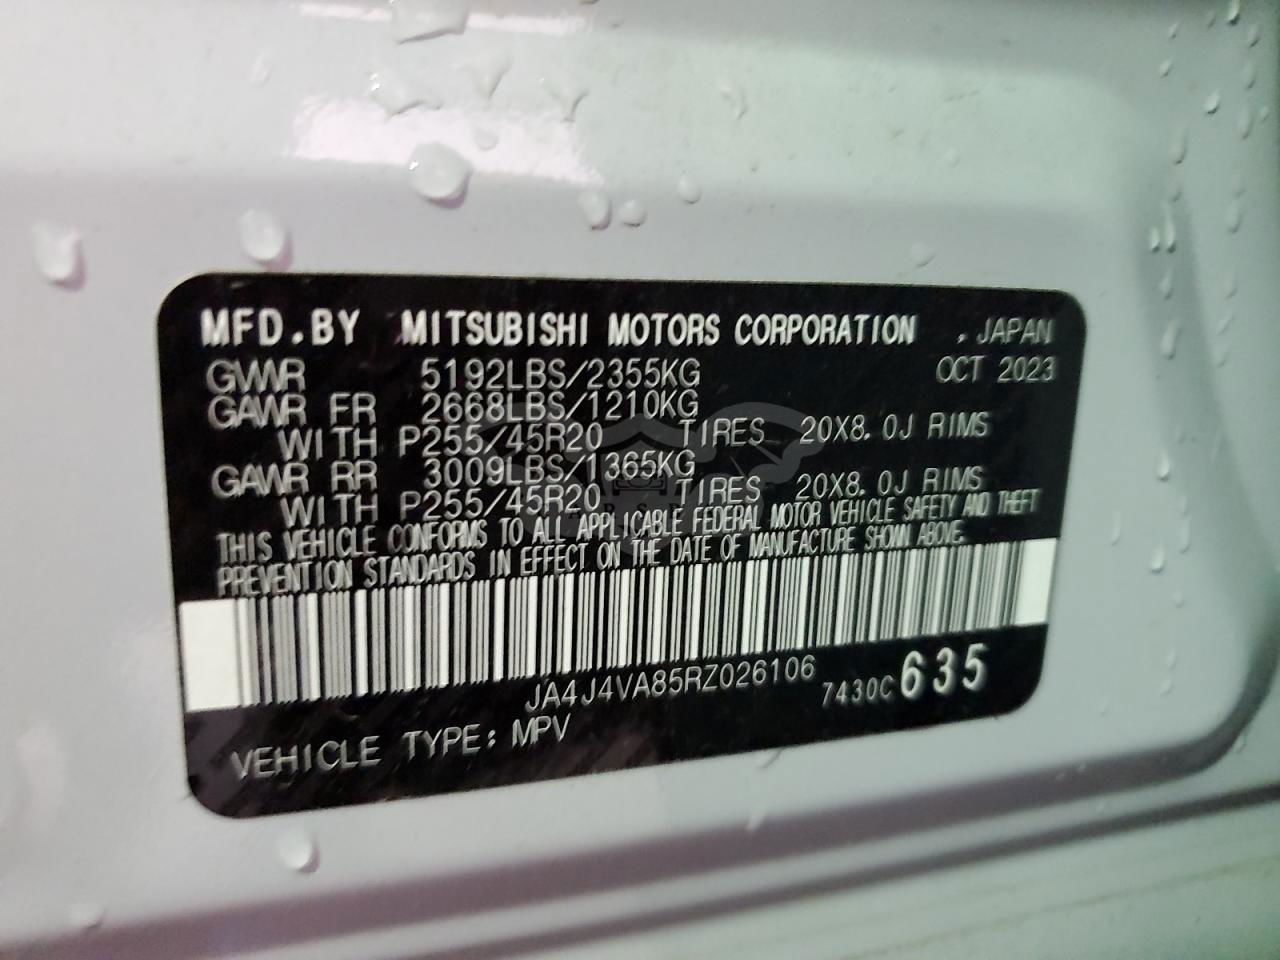 MFD.BY MITSUBISHI MOTORS CORPORATION . JAPAN
GVWR 5192LBS/2355KG OCT 2023
GAWR FR 2668LBS/1210KG
WITH P255/45R20 TIRES 20X8.0J RIMS
GAWR RR 3009LBS/1365KG
WITH P255/45R20 TIRES 20X8.0J RIMS
THIS VEHICLE CONFORMS TO ALL APPLICABLE FEDERAL MOTOR VEHICLE SAFETY AND THEFT
PREVENTION STANDARDS IN EFFECT ON THE DATE OF MANUFACTURE SHOWN ABOVE.
JA4J4VA85RZ026106 7430C 635
VEHICLE TYPE: MPV